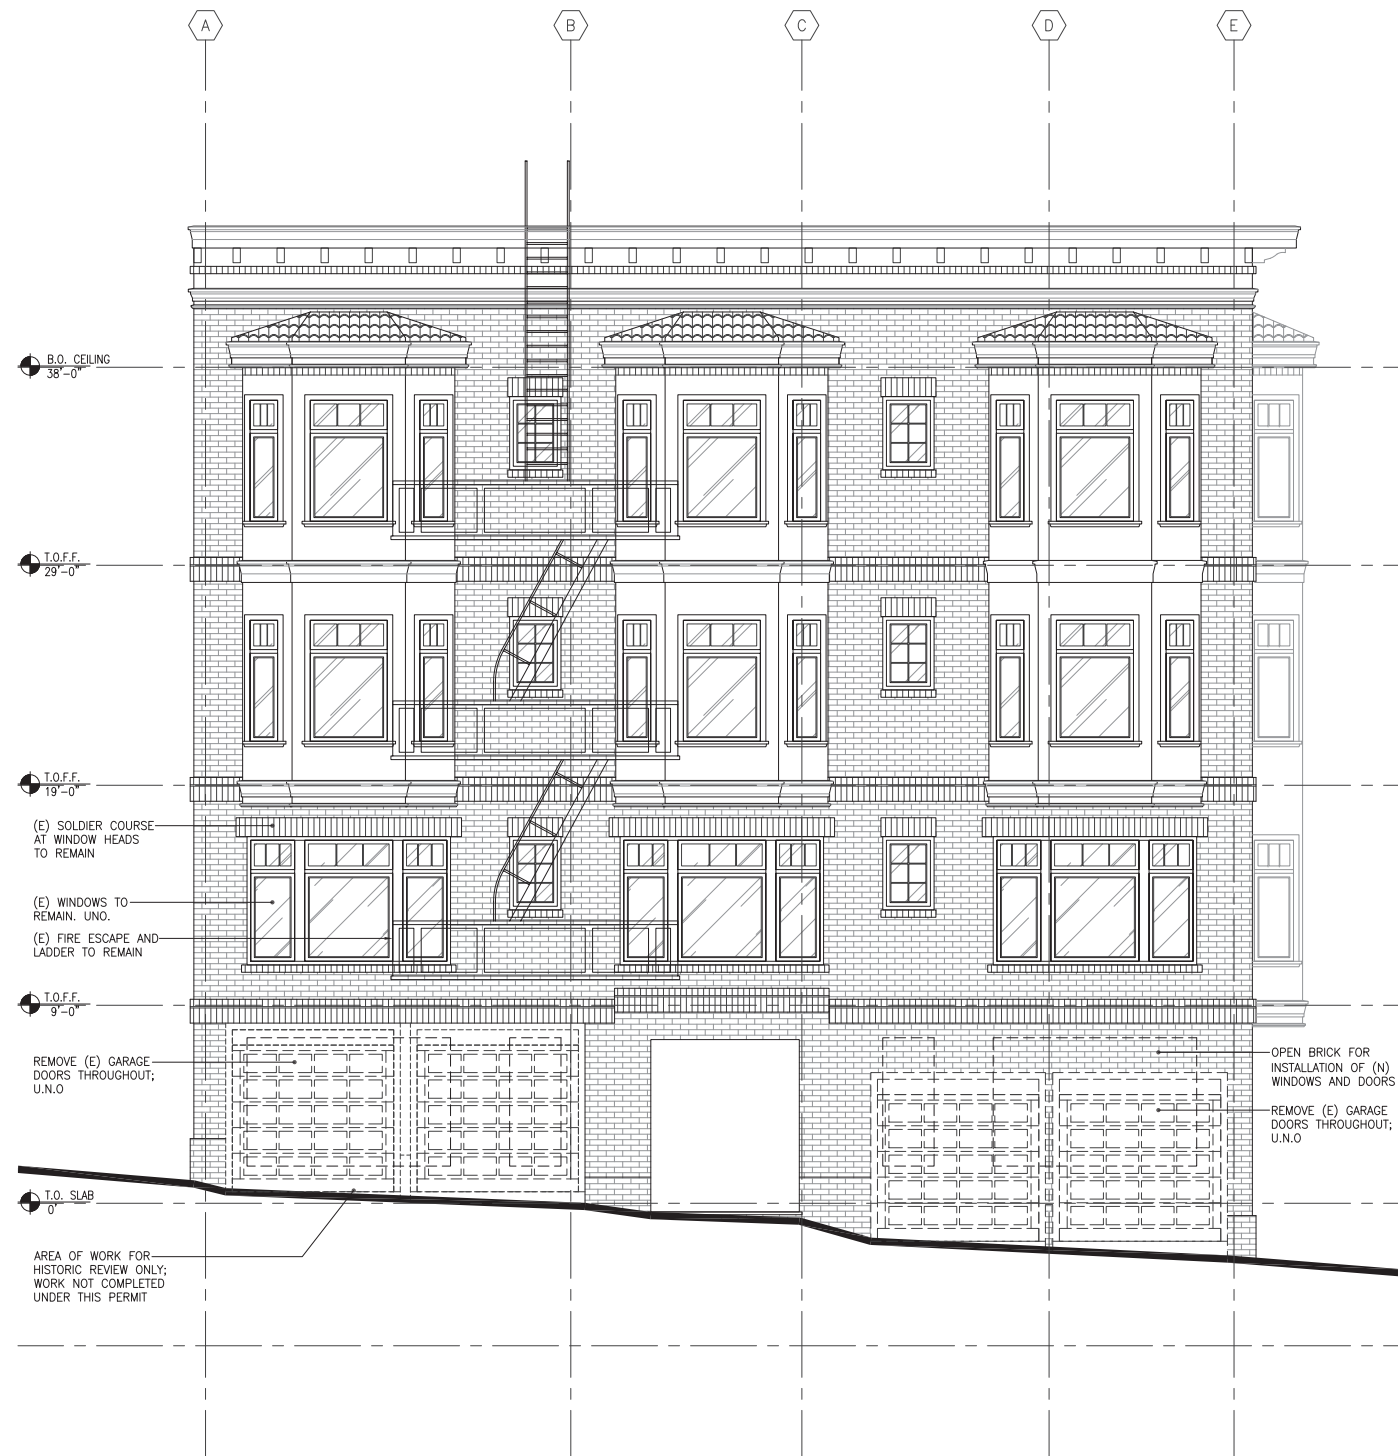 A
B
C
D
E
B.O. CEILING
38'-0"
T.O.F.F.
29'-0"
T.O.F.F.
19'-0"
(E) SOLDIER COURSE
AT WINDOW HEADS
TO REMAIN
(E) WINDOWS TO
REMAIN. UNO.
(E) FIRE ESCAPE AND
LADDER TO REMAIN
T.O.F.F.
9'-0"
REMOVE (E) GARAGE
DOORS THROUGHOUT;
U.N.O
OPEN BRICK FOR
INSTALLATION OF (N)
WINDOWS AND DOORS
REMOVE (E) GARAGE
DOORS THROUGHOUT;
U.N.O
T.O. SLAB
0'
AREA OF WORK FOR
HISTORIC REVIEW ONLY;
WORK NOT COMPLETED
UNDER THIS PERMIT